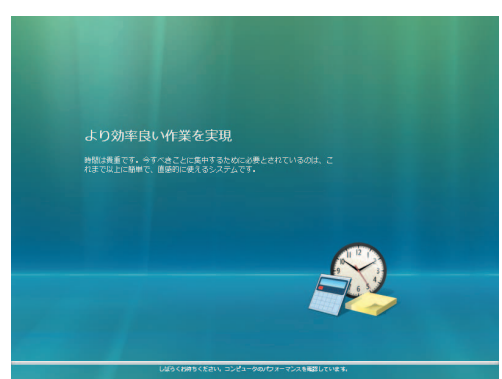 より効率良い作業を実現
時間は貴重です。今すべきことに集中するために必要とされているのは、こ
れまで以上に簡単で、直感的に使えるシステムです。
しばらくお待ちください。コンピュータのパフォーマンスを確認しています。